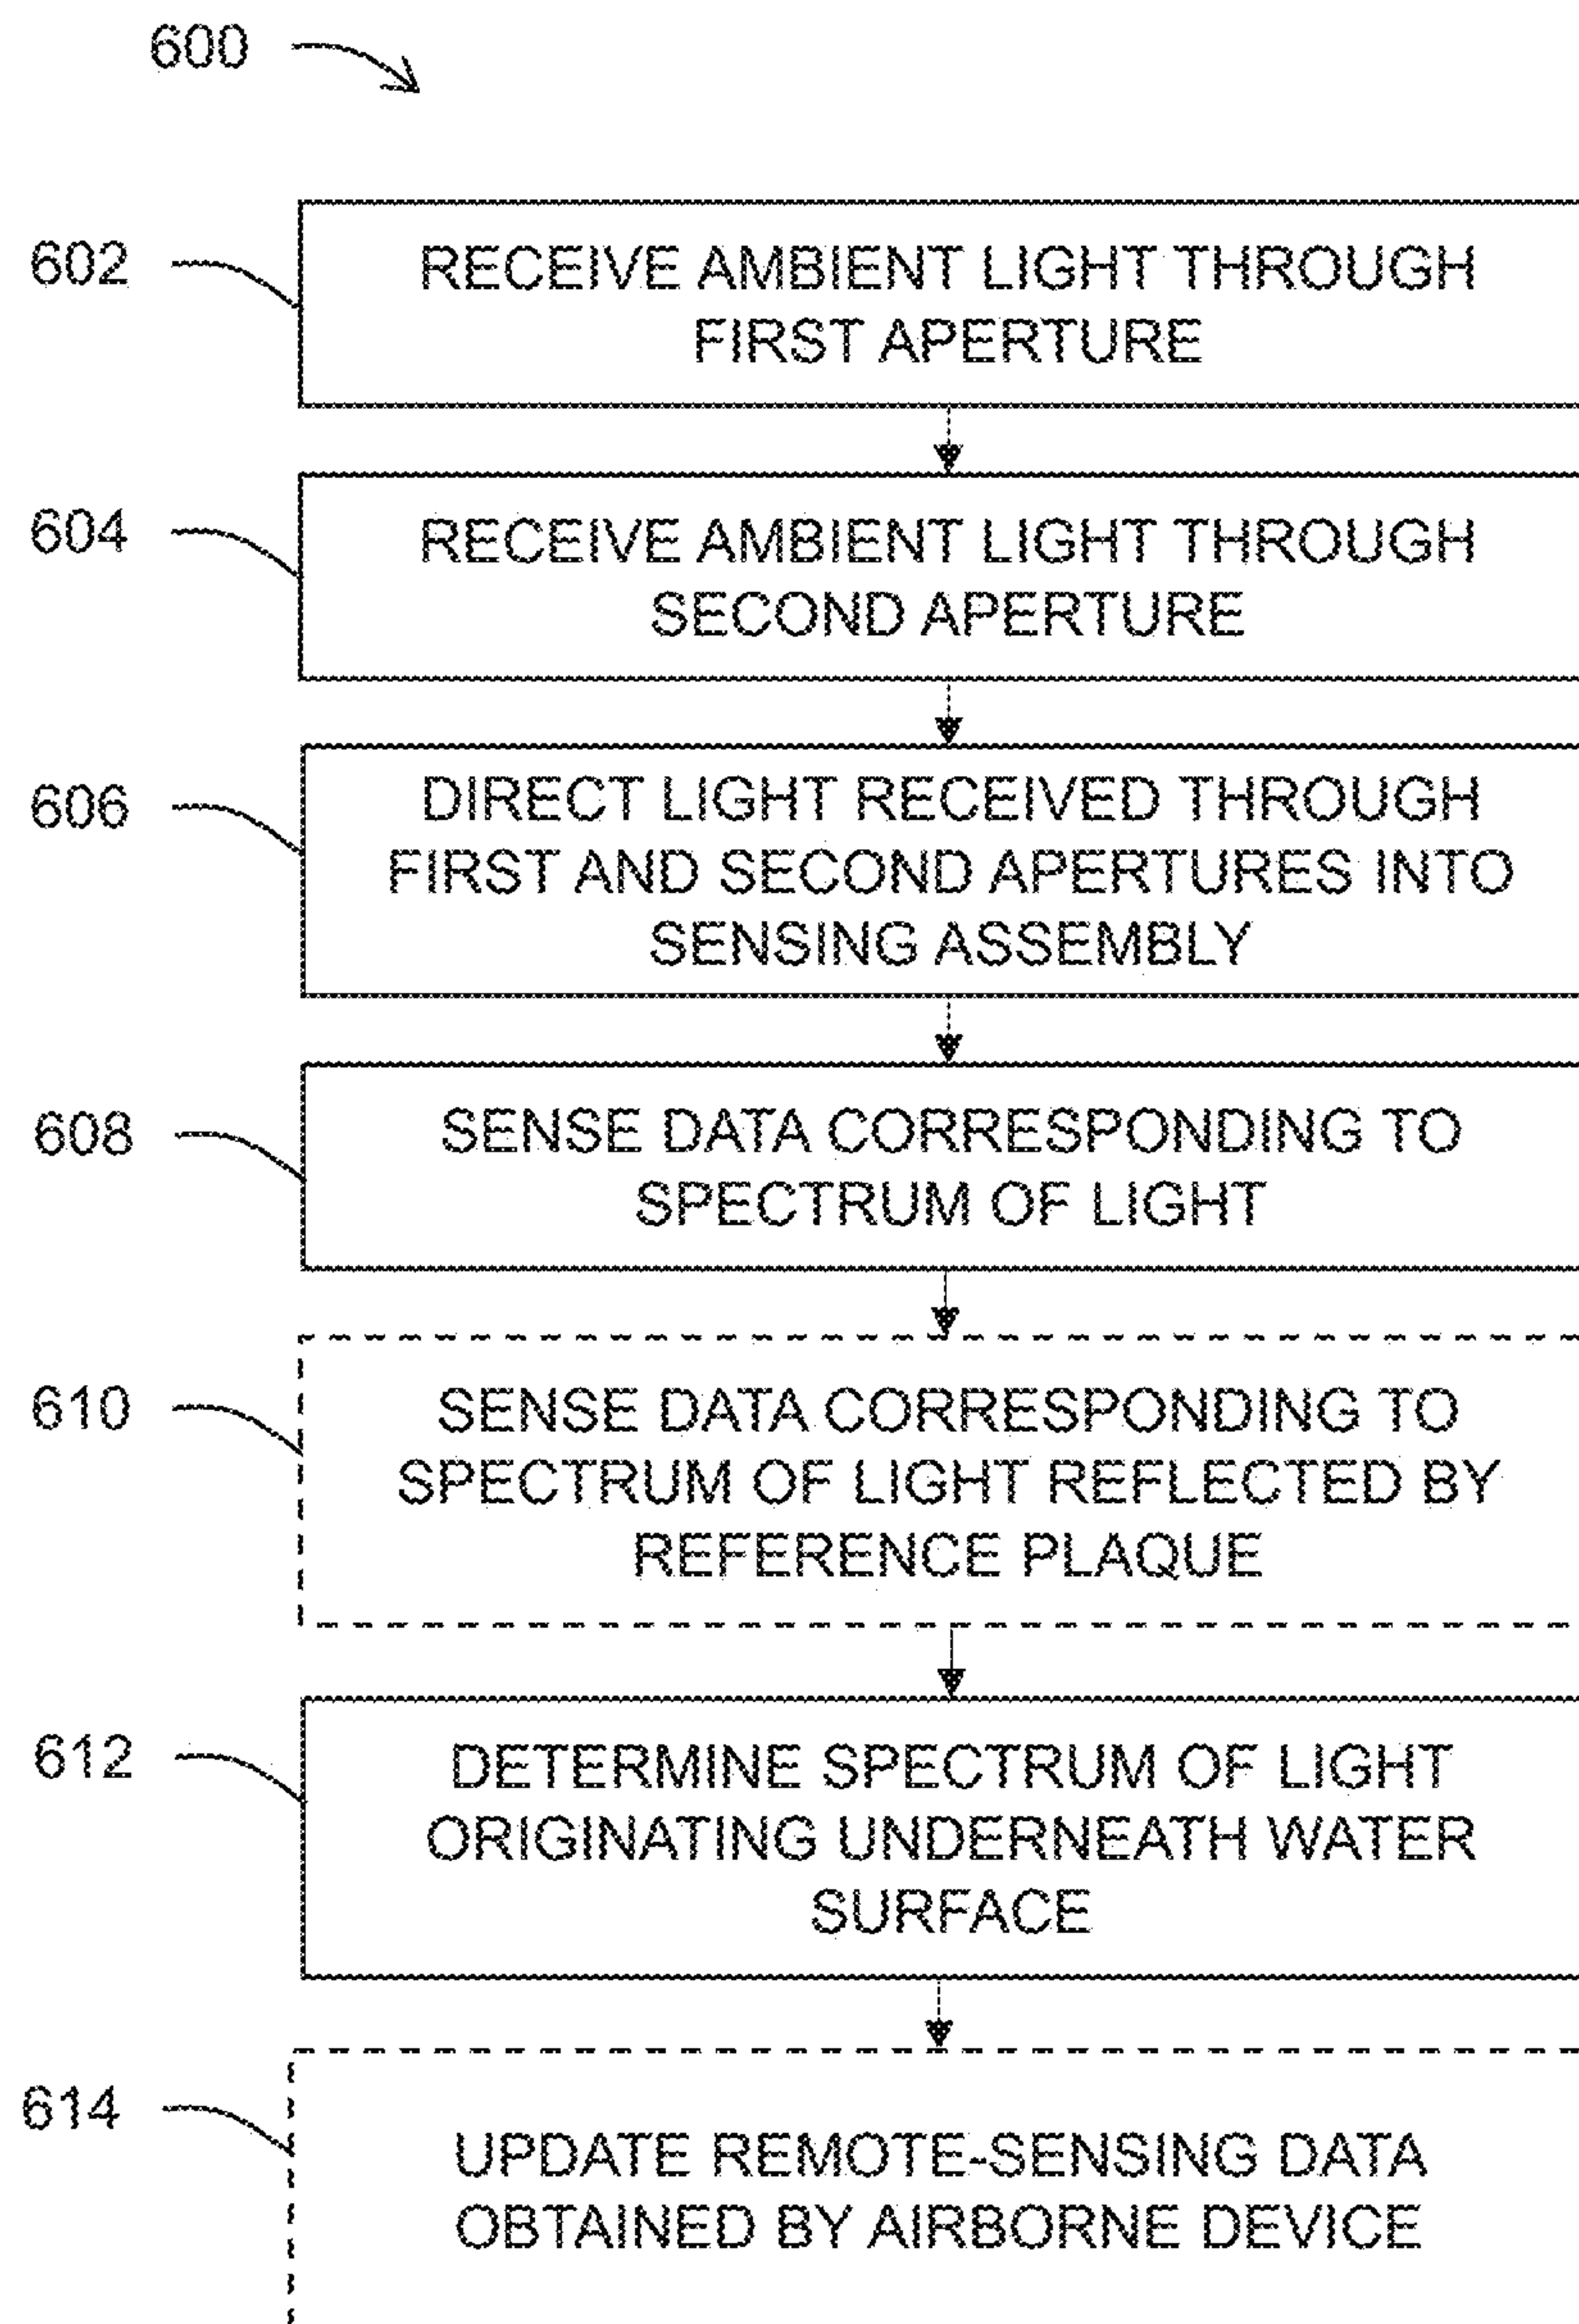 600
602
RECEIVE AMBIENT LIGHT THROUGH
FIRST APERTURE
604
RECEIVE AMBIENT LIGHT THROUGH
SECOND APERTURE
606
DIRECT LIGHT RECEIVED THROUGH
FIRST AND SECOND APERTURES INTO
SENSING ASSEMBLY
608
SENSE DATA CORRESPONDING TO
SPECTRUM OF LIGHT
610
SENSE DATA CORRESPONDING TO
SPECTRUM OF LIGHT REFLECTED BY
REFERENCE PLAQUE
612
DETERMINE SPECTRUM OF LIGHT
ORIGINATING UNDERNEATH WATER
SURFACE
614
UPDATE REMOTE-SENSING DATA
OBTAINED BY AIRBORNE DEVICE